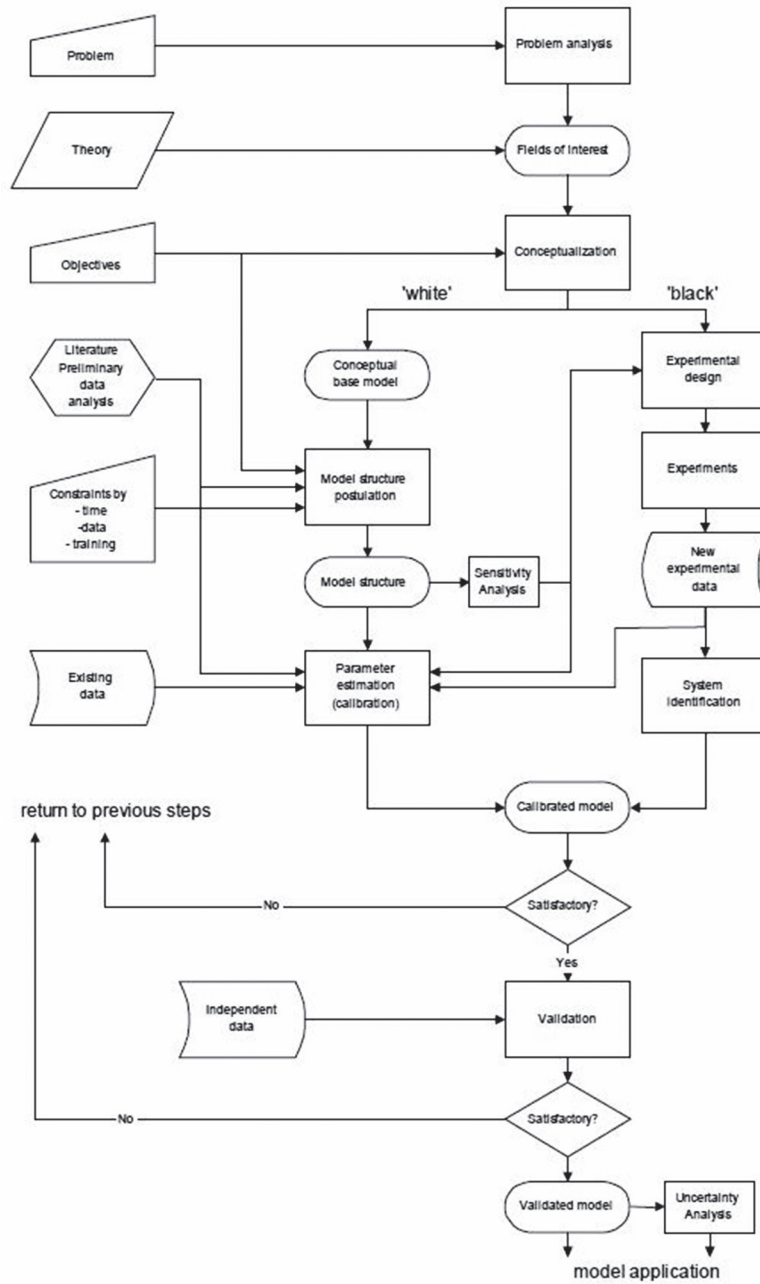 Problem
Problem analysis
Theory
Fields of Interest
Objectives
Conceptualization
'white'
'black'
Literature
Preliminary
data
analysis
Conceptual
base model
Experimental
design
Constraints by
- time
-data
- training
Model structure
postulation
Experiments
Model structure
Sensitivity
Analysis
New
experimental
data
Existing
data
Parameter
estimation
(calibration)
System
Identification
return to previous steps
Calibrated model
No
Satisfactory?
Yes
Independent
data
Validation
No
Satisfactory?
Validated model
Uncertainty
Analysis
model application